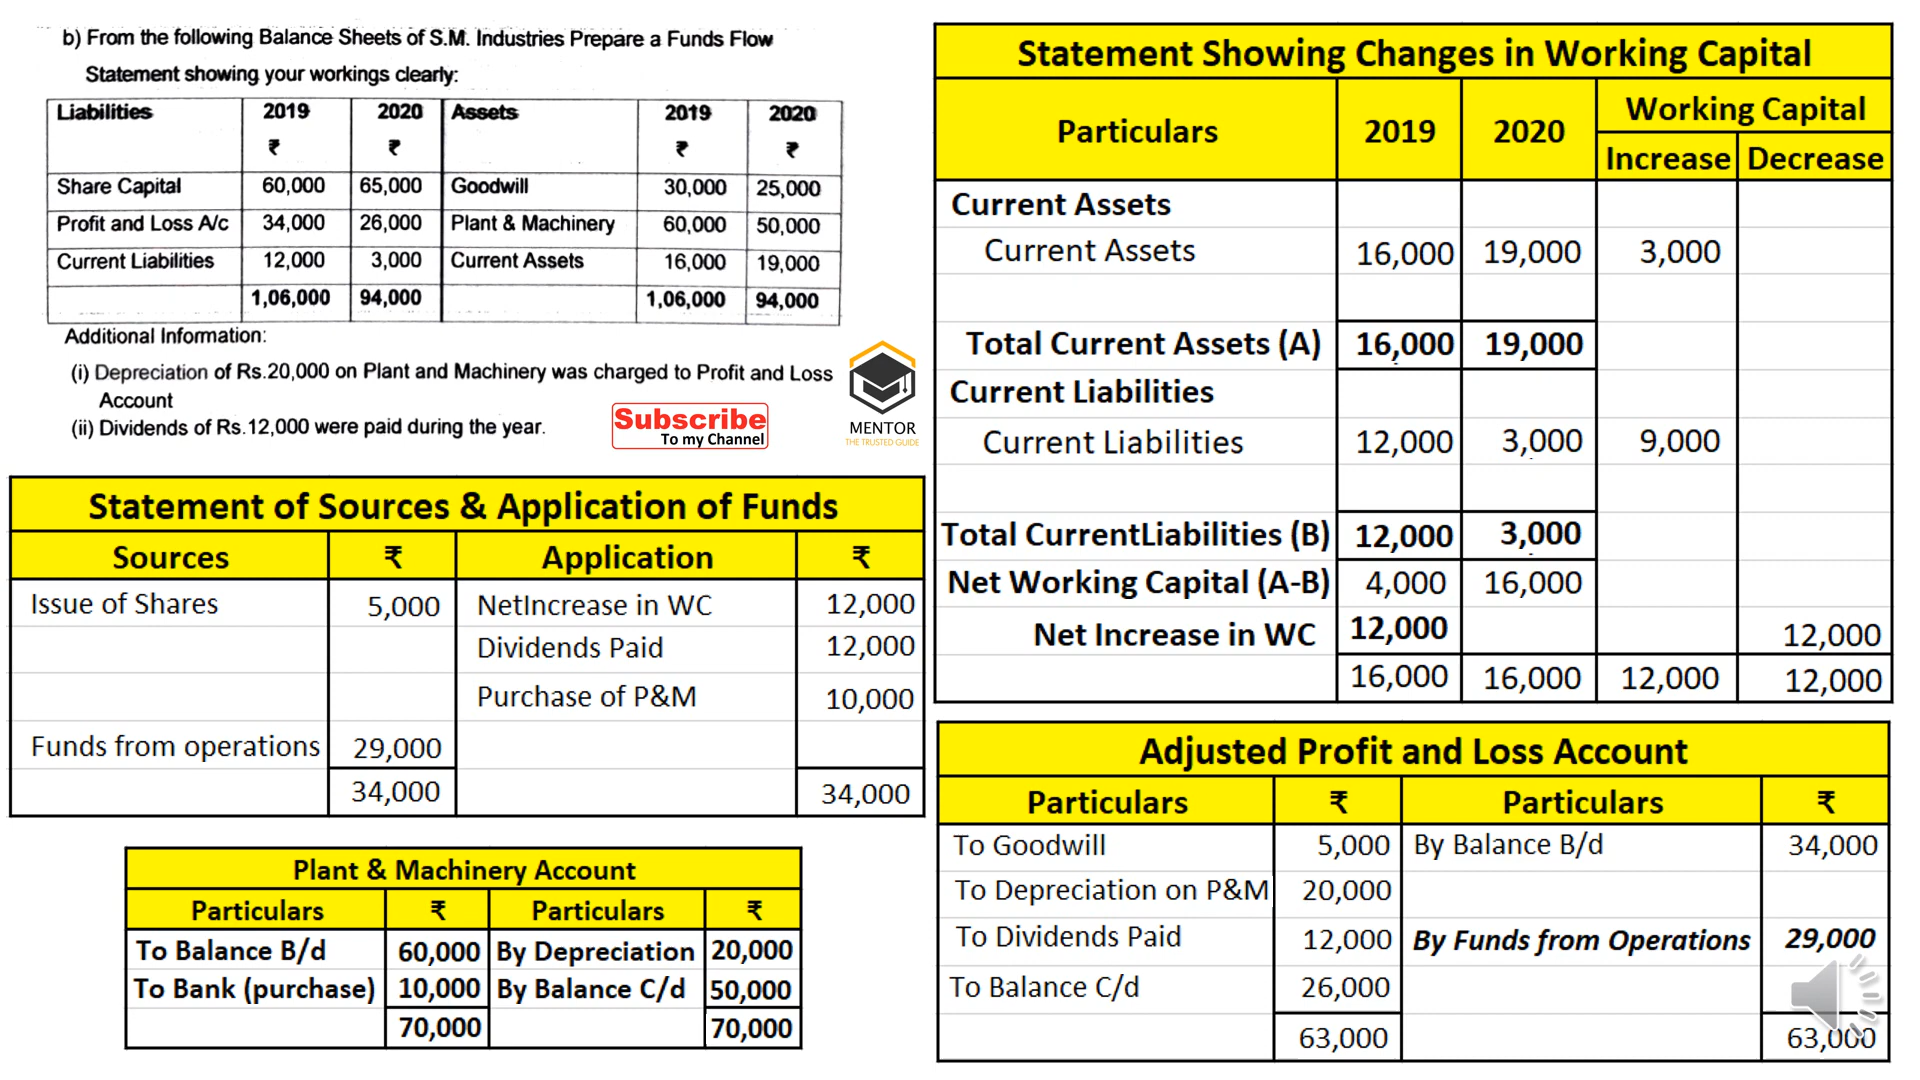 b) From the following Balance Sheets of S.M. Industries Prepare a Funds Flow
Statement showing your workings clearly:
Liabilities 2019 2020 Assets 2019 2020
₹ ₹ ₹ ₹
Share Capital 60,000 65,000 Goodwill 30,000 25,000
Profit and Loss A/c 34,000 26,000 Plant & Machinery 60,000 50,000
Current Liabilities 12,000 3,000 Current Assets 16,000 19,000
1,06,000 94,000 1,06,000 94,000
Additional Information:
(i) Depreciation of Rs.20,000 on Plant and Machinery was charged to Profit and Loss
Account
(ii) Dividends of Rs.12,000 were paid during the year.
Subscribe
To my Channel
MENTOR
THE TRUSTED GUIDE
Statement of Sources & Application of Funds
Sources ₹ Application ₹
Issue of Shares 5,000 NetIncrease in WC 12,000
Dividends Paid 12,000
Purchase of P&M 10,000
Funds from operations 29,000
34,000 34,000
Plant & Machinery Account
Particulars ₹ Particulars ₹
To Balance B/d 60,000 By Depreciation 20,000
To Bank (purchase) 10,000 By Balance C/d 50,000
70,000 70,000
Statement Showing Changes in Working Capital
Particulars 2019 2020 Working Capital
Increase Decrease
Current Assets
Current Assets 16,000 19,000 3,000
Total Current Assets (A) 16,000 19,000
Current Liabilities
Current Liabilities 12,000 3,000 9,000
Total CurrentLiabilities (B) 12,000 3,000
Net Working Capital (A-B) 4,000 16,000
Net Increase in WC 12,000 12,000
16,000 16,000 12,000 12,000
Adjusted Profit and Loss Account
Particulars ₹ Particulars ₹
To Goodwill 5,000 By Balance B/d 34,000
To Depreciation on P&M 20,000
To Dividends Paid 12,000 By Funds from Operations 29,000
To Balance C/d 26,000
63,000 63,000